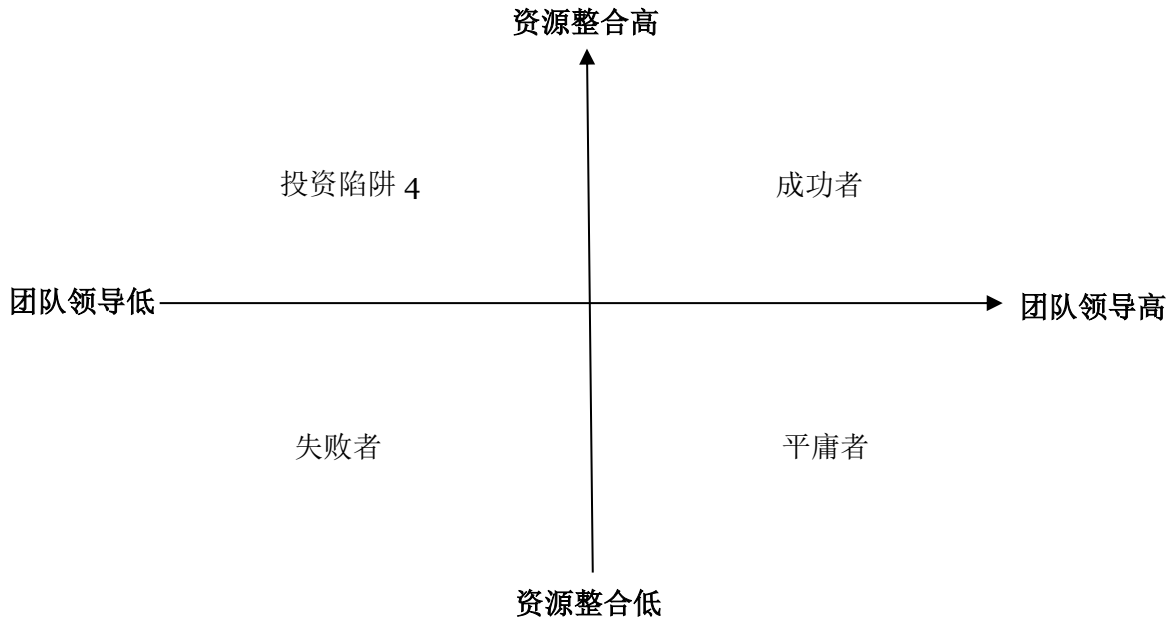 资源整合高
投资陷阱 4
成功者
团队领导低
团队领导高
失败者
平庸者
资源整合低